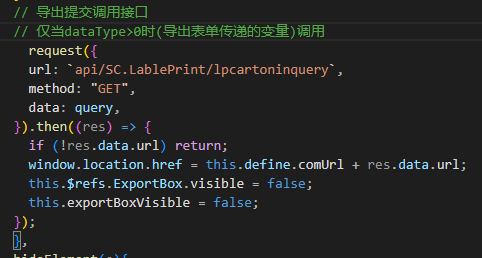 // 导出提交调用接口
// 仅当dataType>0时(导出表单传递的变量)调用
request({
url: `api/SC.LablePrint/lpcartoninquery`,
method: "GET",
data: query,
}).then((res) => {
if (!res.data.url) return;
window.location.href = this.define.comUrl + res.data.url;
this.$refs.ExportBox.visible = false;
this.exportBoxVisible = false;
});
},
hideElement(e){